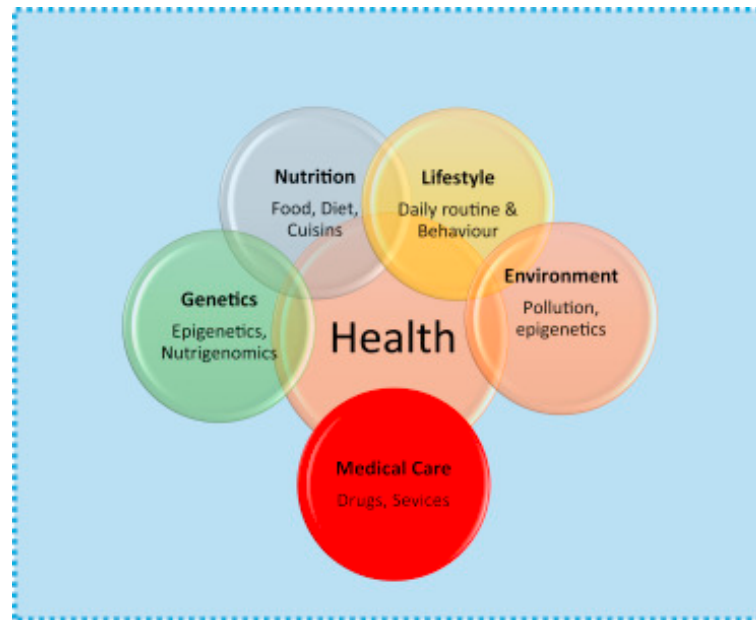 Nutrition
Food, Diet,
Cuisins
Lifestyle
Daily routine &
Behaviour
Genetics
Epigenetics,
Nutrigenomics
Health
Environment
Pollution,
epigenetics
Medical Care
Drugs, Sevices